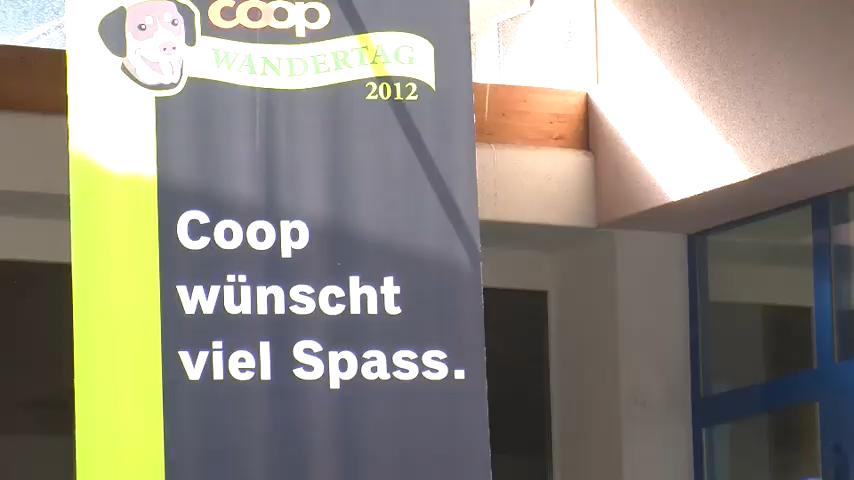 coop
WANDERTAG
2012
Coop
wünscht
viel Spass.